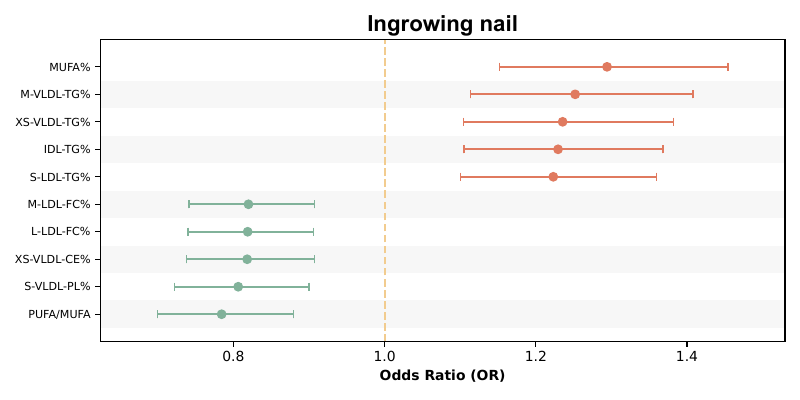 Ingrowing nail
MUFA%
M-VLDL-TG%
XS-VLDL-TG%
IDL-TG%
S-LDL-TG%
M-LDL-FC%
L-LDL-FC%
XS-VLDL-CE%
S-VLDL-PL%
PUFA/MUFA
0.8 1.0 1.2 1.4
Odds Ratio (OR)